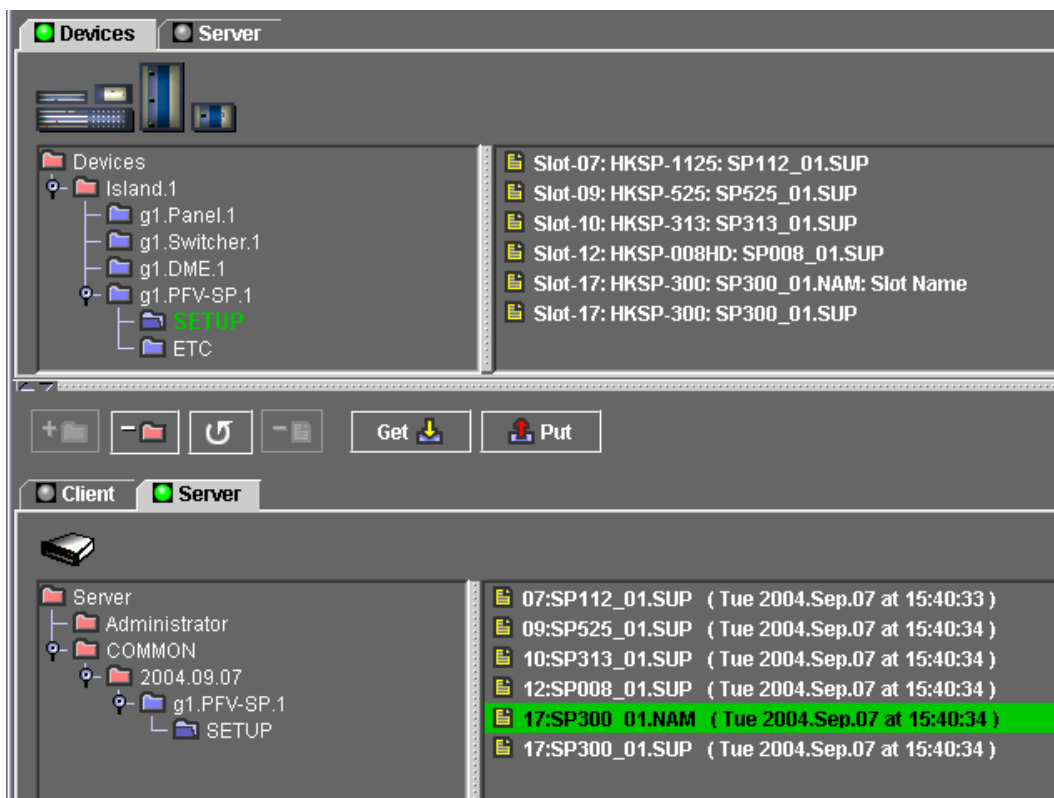 Devices Server
Devices
Island.1
g1.Panel.1
g1.Switcher.1
g1.DME.1
g1.PFV-SP.1
SETUP
ETC
Slot-07: HKSP-1125: SP112_01.SUP
Slot-09: HKSP-525: SP525_01.SUP
Slot-10: HKSP-313: SP313_01.SUP
Slot-12: HKSP-008HD: SP008_01.SUP
Slot-17: HKSP-300: SP300_01.NAM: Slot Name
Slot-17: HKSP-300: SP300_01.SUP
Get Put
Client Server
Server
Administrator
COMMON
2004.09.07
g1.PFV-SP.1
SETUP
07:SP112_01.SUP ( Tue 2004.Sep.07 at 15:40:33 )
09:SP525_01.SUP ( Tue 2004.Sep.07 at 15:40:34 )
10:SP313_01.SUP ( Tue 2004.Sep.07 at 15:40:34 )
12:SP008_01.SUP ( Tue 2004.Sep.07 at 15:40:34 )
17:SP300_01.NAM ( Tue 2004.Sep.07 at 15:40:34 )
17:SP300_01.SUP ( Tue 2004.Sep.07 at 15:40:34 )